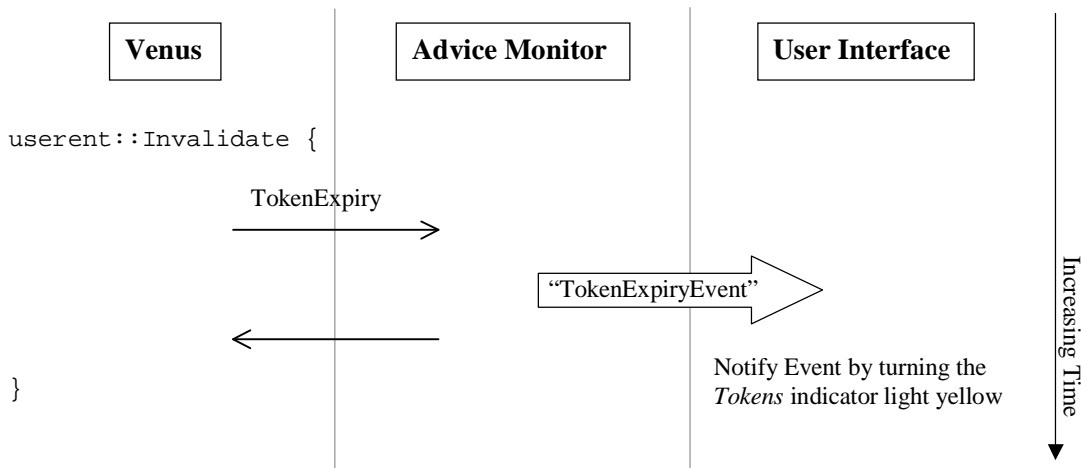 Venus
Advice Monitor
User Interface
userent::Invalidate {
TokenExpiry
“TokenExpiryEvent”
Notify Event by turning the
Tokens indicator light yellow
}
Increasing Time